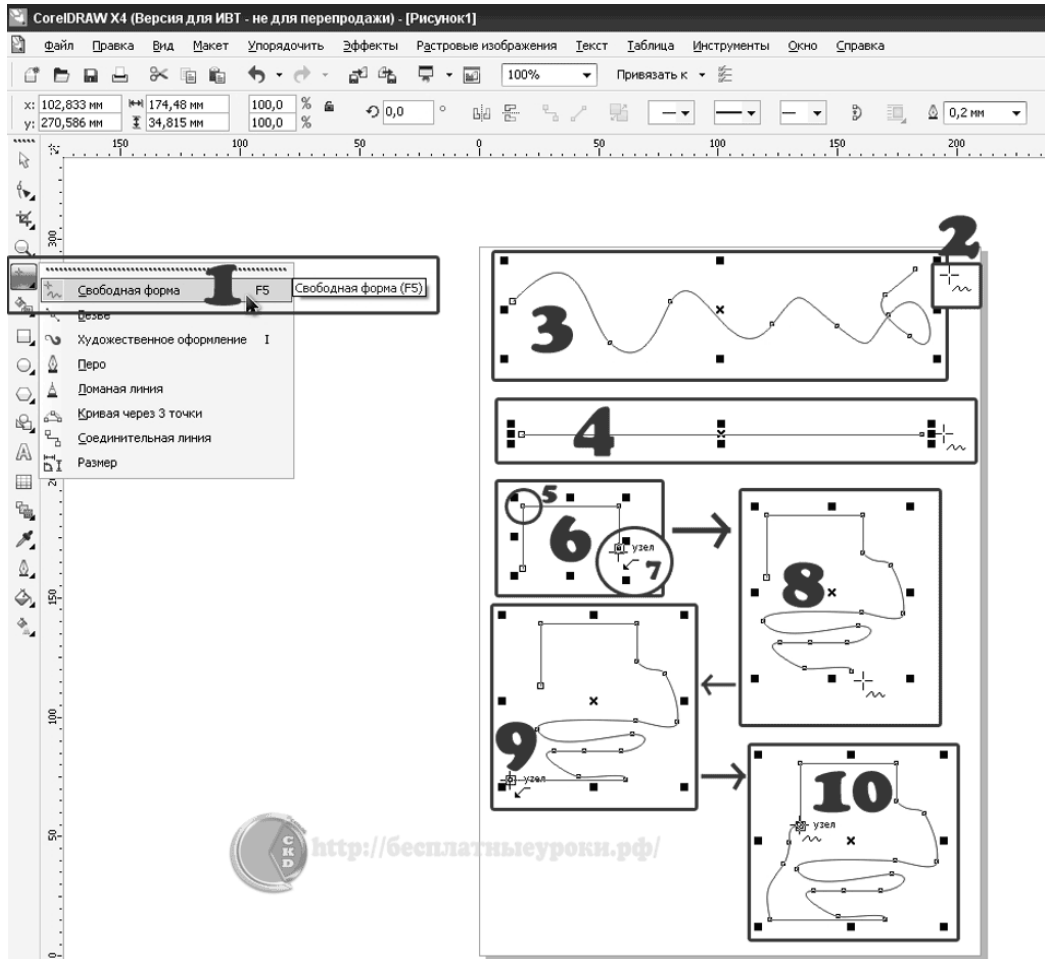 CorelDRAW X4 (Версия для ИВТ - не для перепродажи) - [Рисунок1]
Файл Правка Вид Макет Упорядочить Эффекты Растровые изображения Текст Таблица Инструменты Окно Справка
100% Привязать к
x: 102,833 мм 174,48 мм 100,0 % 0,0 ° 0,2 мм
y: 270,586 мм 34,815 мм 100,0 %
150 100 50 0 50 100 150 200
300
2
1
Свободная форма F5 Свободная форма (F5)
Безье
Художественное оформление I
Перо
Ломаная линия
Кривая через 3 точки
Соединительная линия
Размер
3
4
5
6
узел
7
8
150
100
9
узел
10
узел
50
0
СКДВ
http://бесплатныеуроки.рф/